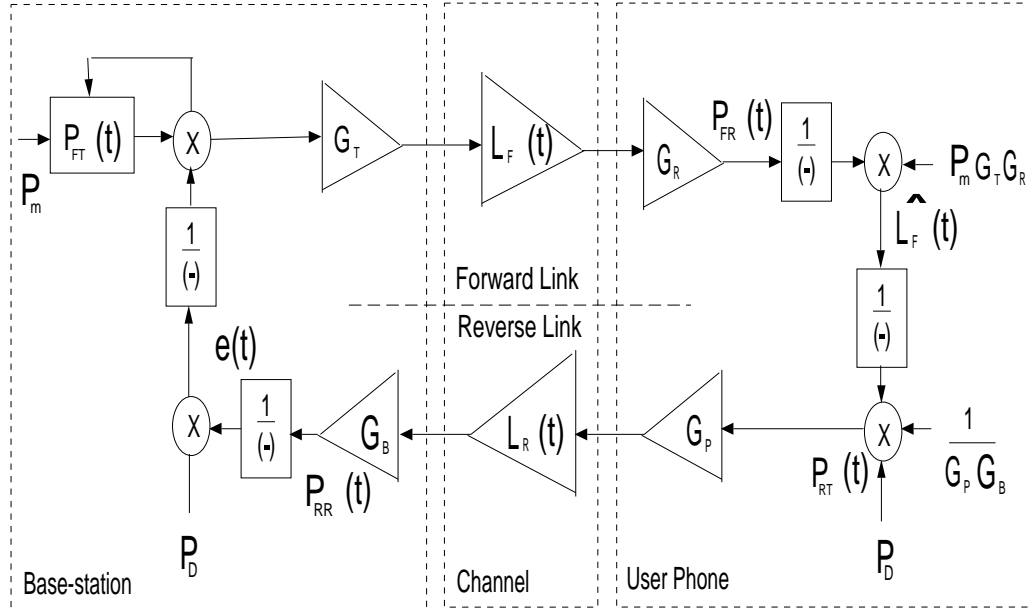 P_FT (t)
X
P_m
G_T
L_F (t)
G_R
P_FR (t)
1
(-)
X
P_m G_T G_R
L̂_F (t)
1
(-)
1
(-)
Forward Link
Reverse Link
e(t)
X
1
(-)
G_B
P_RR (t)
L_R (t)
G_P
P_RT (t)
X
1
G_P G_B
P_D
P_D
Base-station
Channel
User Phone